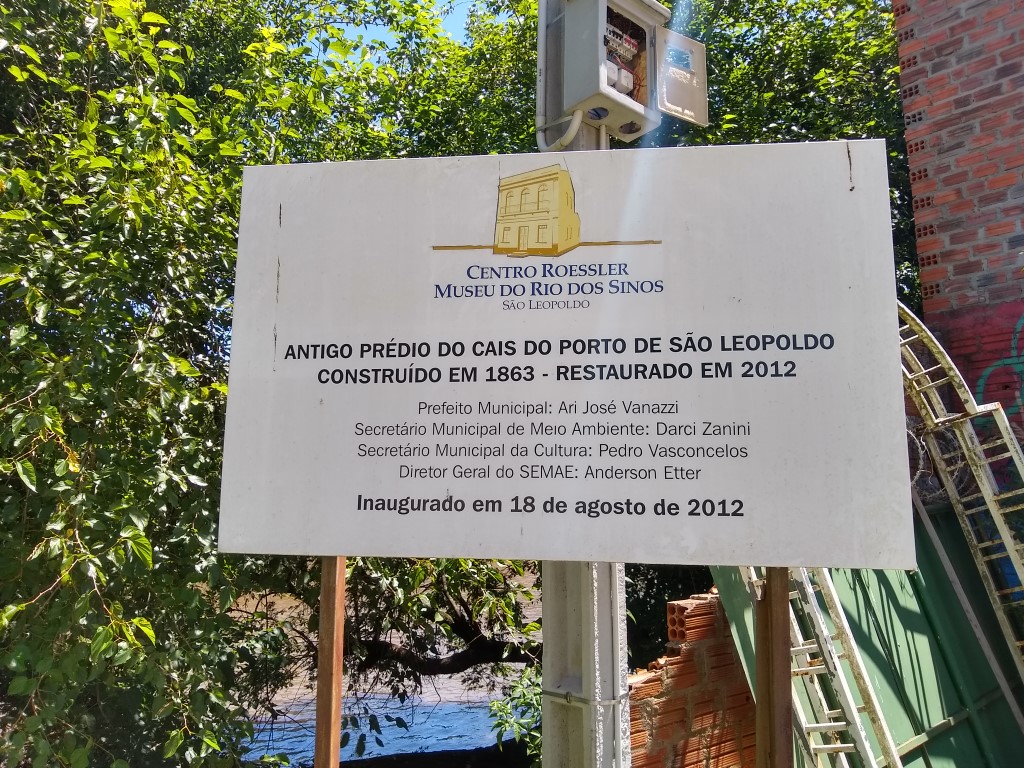 CENTRO ROESSLER
MUSEU DO RIO DOS SINOS
SÃO LEOPOLDO
ANTIGO PRÉDIO DO CAIS DO PORTO DE SÃO LEOPOLDO
CONSTRUÍDO EM 1863 - RESTAURADO EM 2012
Prefeito Municipal: Ari José Vanazzi
Secretário Municipal de Meio Ambiente: Darci Zanini
Secretário Municipal da Cultura: Pedro Vasconcelos
Diretor Geral do SEMAE: Anderson Etter
Inaugurado em 18 de agosto de 2012